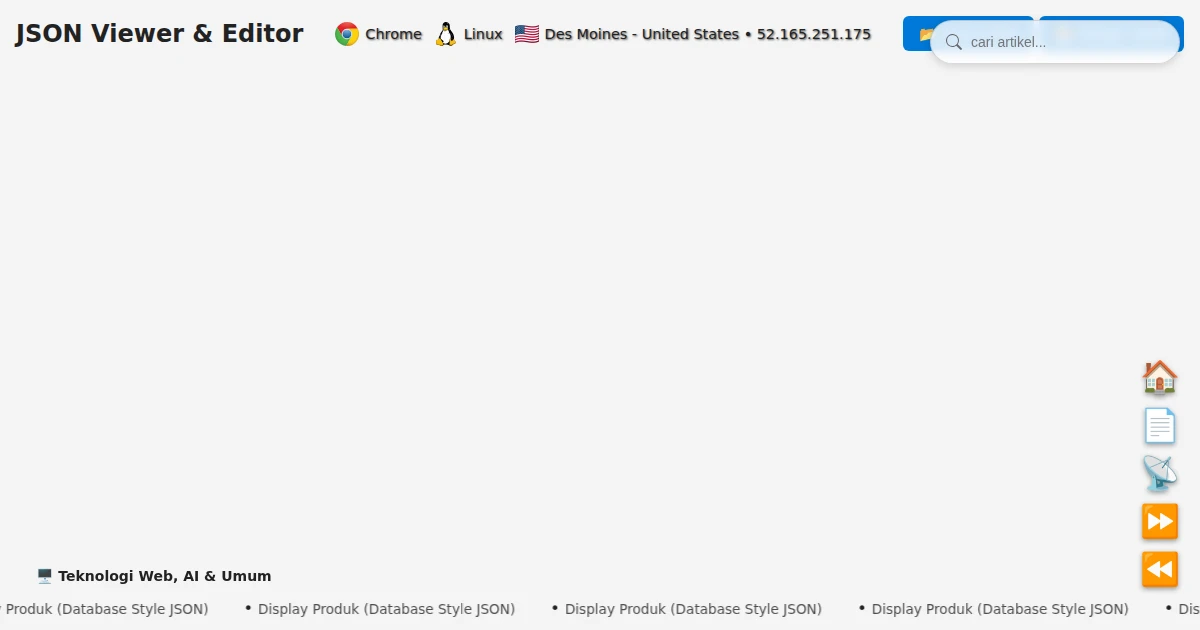 JSON Viewer & Editor
Chrome Linux Des Moines - United States • 52.165.251.175
cari artikel...
Teknologi Web, AI & Umum
Produk (Database Style JSON) • Display Produk (Database Style JSON) • Display Produk (Database Style JSON) • Display Produk (Database Style JSON) • Dis